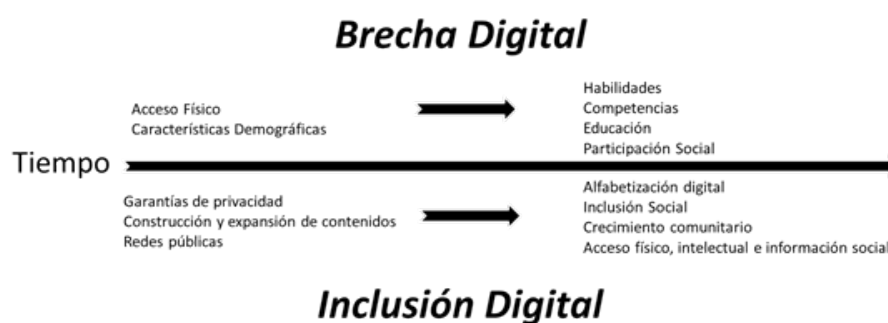 Brecha Digital
Acceso Físico
Características Demográficas
Habilidades
Competencias
Educación
Participación Social
Tiempo
Garantías de privacidad
Construcción y expansión de contenidos
Redes públicas
Alfabetización digital
Inclusión Social
Crecimiento comunitario
Acceso físico, intelectual e información social
Inclusión Digital